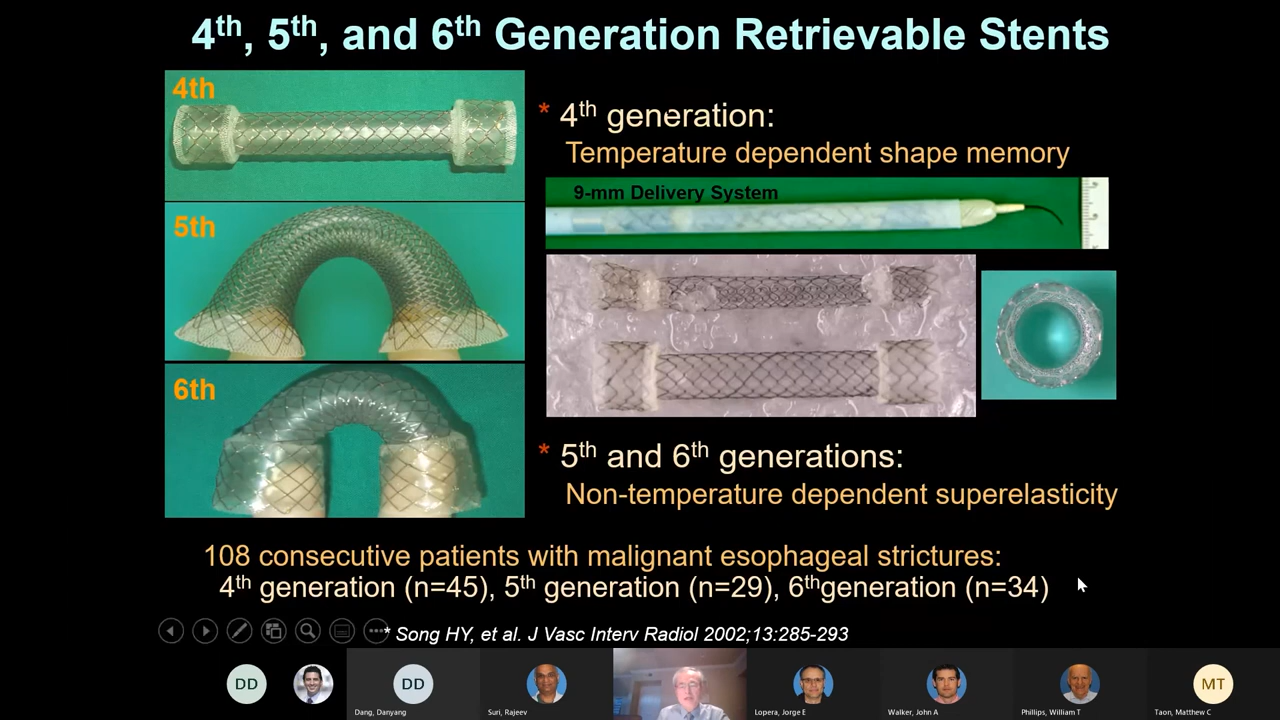 4th, 5th, and 6th Generation Retrievable Stents
4th
5th
6th
* 4th generation:
Temperature dependent shape memory
9-mm Delivery System
* 5th and 6th generations:
Non-temperature dependent superelasticity
108 consecutive patients with malignant esophageal strictures:
4th generation (n=45), 5th generation (n=29), 6thgeneration (n=34)
* Song HY, et al. J Vasc Interv Radiol 2002;13:285-293
DD
DD
MT
Dang, Danyang
Suri, Rajeev
Lopera, Jorge E
Walker, John A
Phillips, William T
Taon, Matthew C